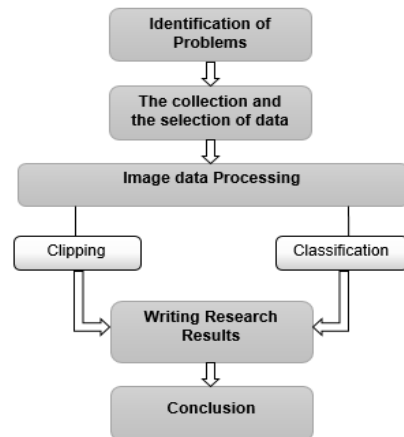 Identification of
Problems
The collection and
the selection of data
Image data Processing
Clipping
Classification
Writing Research
Results
Conclusion